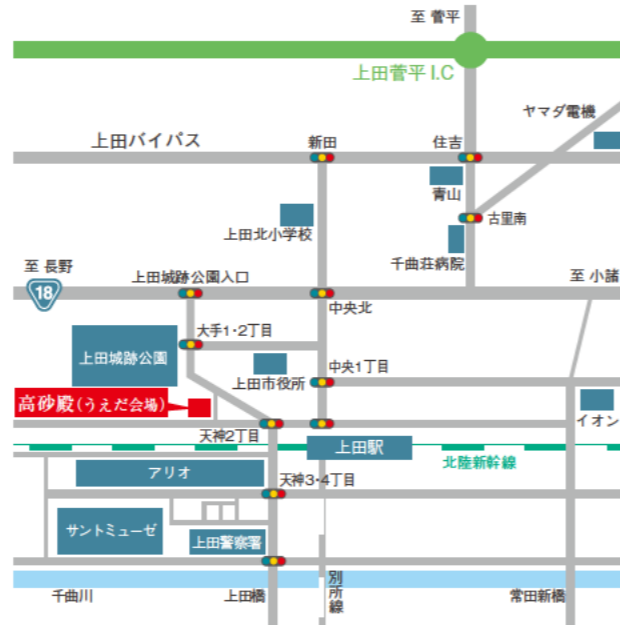 至 菅平
上田菅平 I.C
ヤマダ電機
上田バイパス
新田
住吉
青山
古里南
上田北小学校
千曲荘病院
至 長野
上田城跡公園入口
至 小諸
18
中央北
大手1・2丁目
上田城跡公園
上田市役所
中央1丁目
高砂殿(うえだ会場)
イオン
天神2丁目
上田駅
北陸新幹線
アリオ
天神3・4丁目
サントミューゼ
上田警察署
千曲川
上田橋
別所線
常田新橋